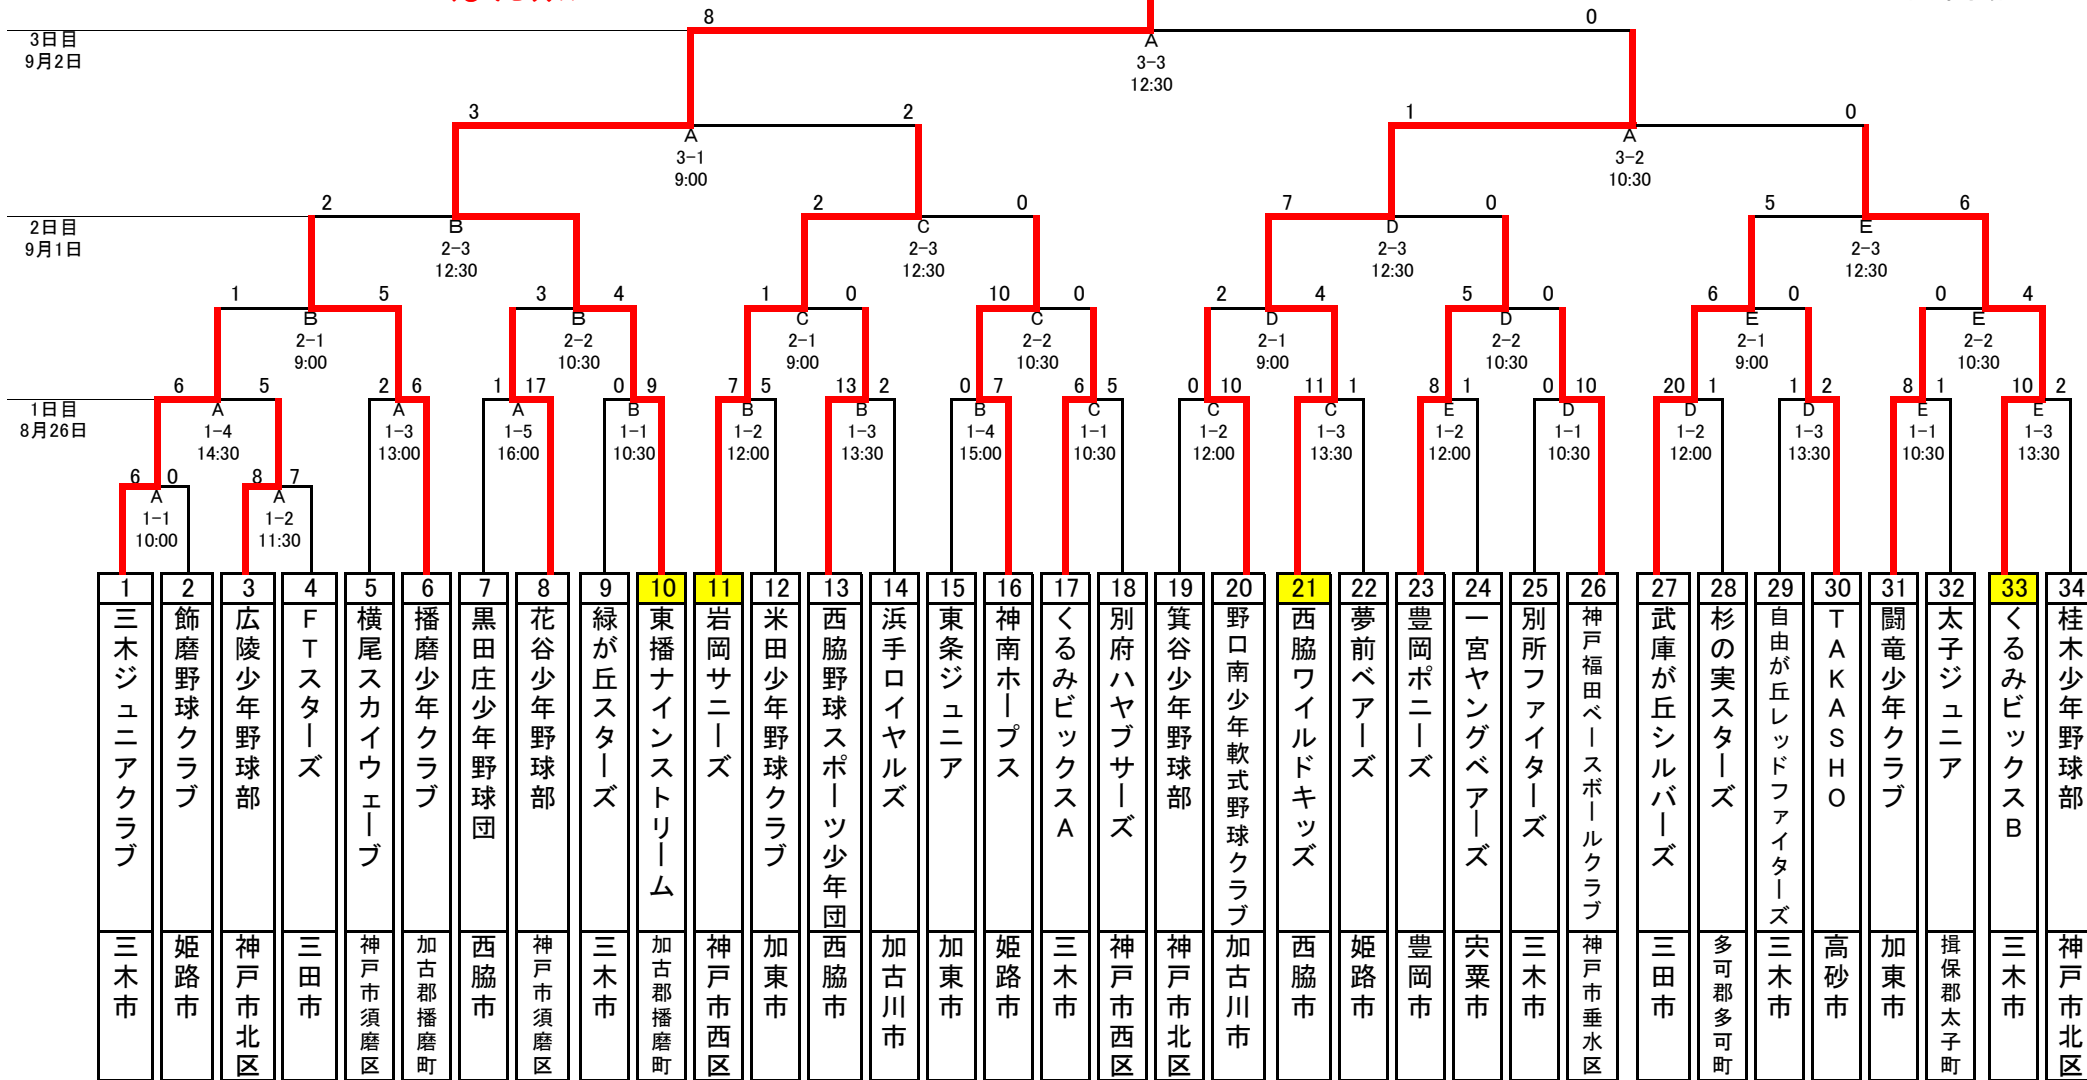 8 0
3日目
9月2日
A
3-3
12:30
3 2 1 0
A A
3-1 3-2
9:00 10:30
2 2 0 7 0 5 6
2日目
9月1日
B C D E
2-3 2-3 2-3 2-3
12:30 12:30 12:30 12:30
1 5 3 4 1 0 10 0 2 4 5 0 6 0 0 4
B B C C D D E E
2-1 2-2 2-1 2-2 2-1 2-2 2-1 2-2
9:00 10:30 9:00 10:30 9:00 10:30 9:00 10:30
6 5 2 6 1 17 0 9 7 5 13 2 0 7 6 5 0 10 11 1 8 1 0 10 20 1 1 2 8 1 10 2
1日目
8月26日
A A A B B B B C C C E D D D E E
1-4 1-3 1-5 1-1 1-2 1-3 1-4 1-1 1-2 1-3 1-2 1-1 1-2 1-3 1-1 1-3
14:30 13:00 16:00 10:30 12:00 13:30 15:00 10:30 12:00 13:30 12:00 10:30 12:00 13:30 10:30 13:30
6 0 8 7
A A
1-1 1-2
10:00 11:30
1 2 3 4 5 6 7 8 9 10 11 12 13 14 15 16 17 18 19 20 21 22 23 24 25 26 27 28 29 30 31 32 33 34
三木ジュニアクラブ
飾磨野球クラブ
広陵少年野球部
FTスターズ
横尾スカイウェーブ
播磨少年クラブ
黒田庄少年野球団
花谷少年野球部
緑が丘スターズ
東播ナインストリーム
岩岡サニーズ
米田少年野球クラブ
西脇野球スポーツ少年団
浜手ロイヤルズ
東条ジュニア
神南ホープス
くるみビックスA
別府ハヤブサーズ
箕谷少年野球部
野口南少年軟式野球クラブ
西脇ワイルドキッズ
夢前ベアーズ
豊岡ポニーズ
一宮ヤングベアーズ
別所ファイターズ
神戸福田ベースボールクラブ
武庫が丘シルバーズ
杉の実スターズ
自由が丘レッドファイターズ
TAKASHO
闘竜少年クラブ
太子ジュニア
くるみビックスB
桂木少年野球部
三木市
姫路市
神戸市北区
三田市
神戸市須磨区
加古郡播磨町
西脇市
神戸市須磨区
三木市
加古郡播磨町
神戸市西区
加東市
西脇市
加古川市
加東市
姫路市
三木市
神戸市西区
神戸市北区
加古川市
西脇市
姫路市
豊岡市
宍粟市
三木市
神戸市垂水区
三田市
多可郡多可町
三木市
高砂市
加東市
揖保郡太子町
三木市
神戸市北区